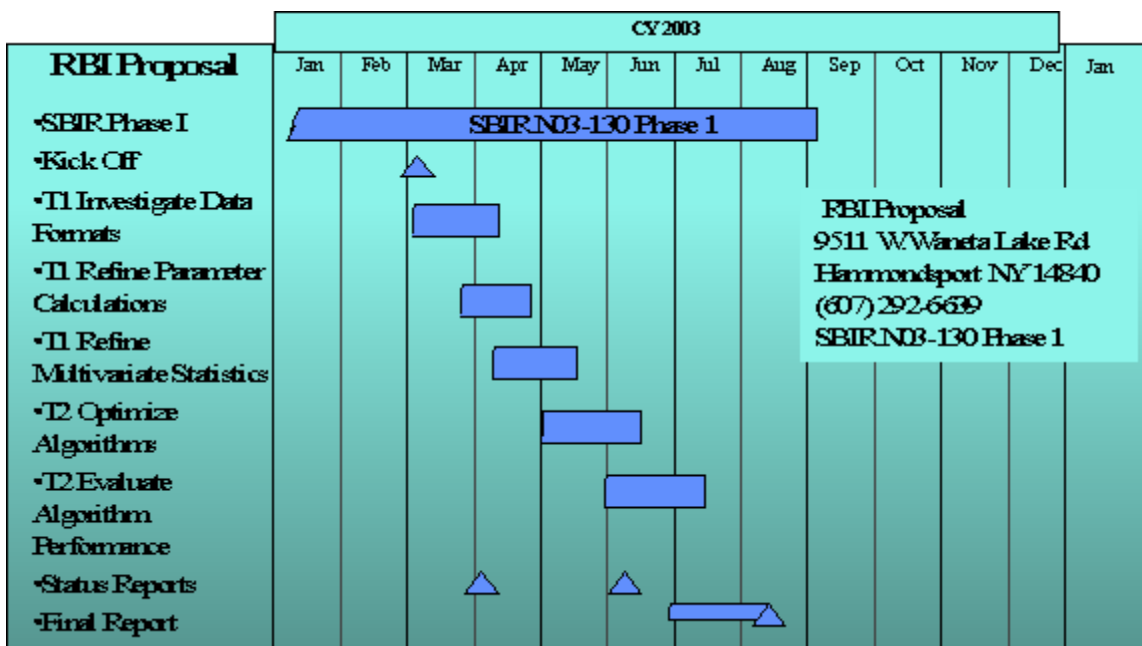 CY 2003
RBI Proposal
Jan Feb Mar Apr May Jun Jul Aug Sep Oct Nov Dec Jan
•SBIR Phase I
SBIR N03-130 Phase 1
•Kick Off
•T1 Investigate Data
Formats
•T1 Refine Parameter
Calculations
•T1 Refine
Multivariate Statistics
•T2 Optimize
Algorithms
•T2 Evaluate
Algorithm
Performance
•Status Reports
•Final Report
RBI Proposal
9511 W.Waneta Lake Rd
Hammondsport NY 14840
(607) 292-6639
SBIR N03-130 Phase 1